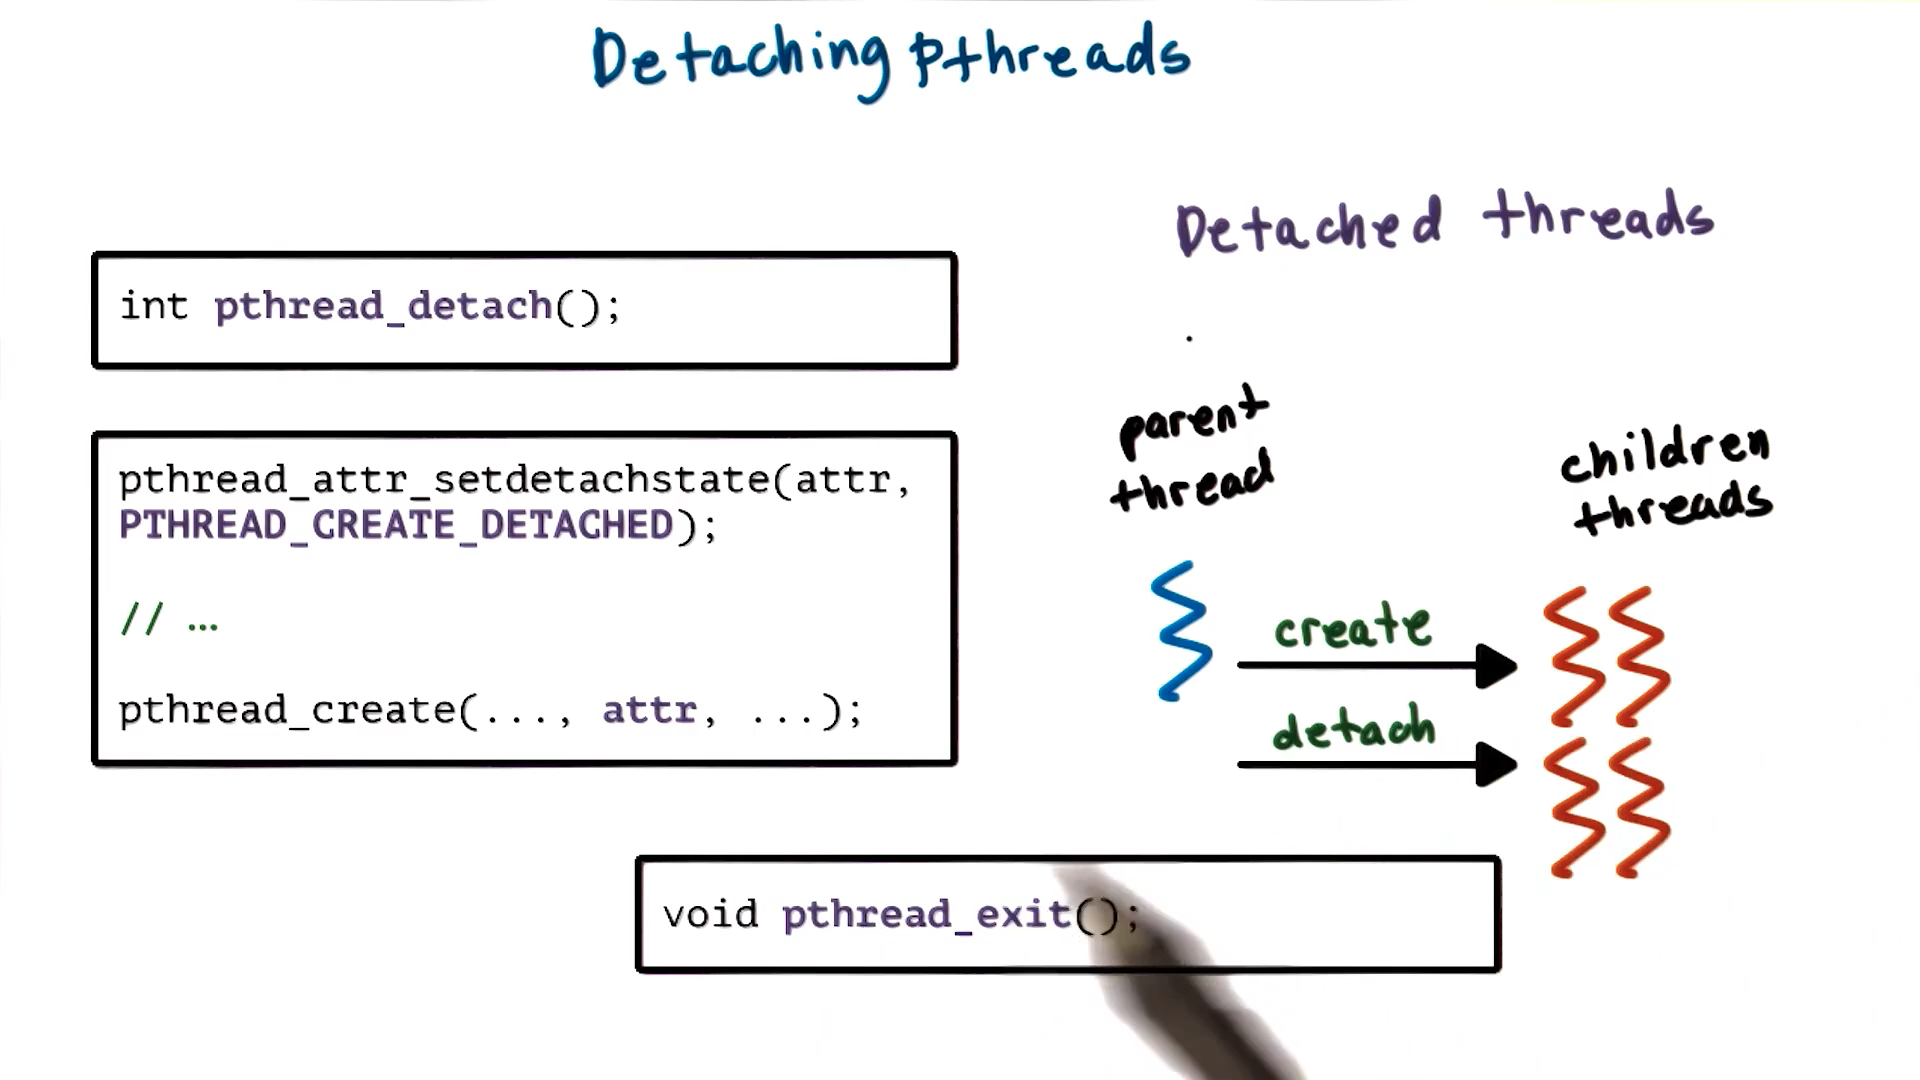 Detaching pthreads
int pthread_detach();
pthread_attr_setdetachstate(attr,
PTHREAD_CREATE_DETACHED);
// ...
pthread_create(..., attr, ...);
Detached threads
parent
thread
children
threads
create
detach
void pthread_exit();